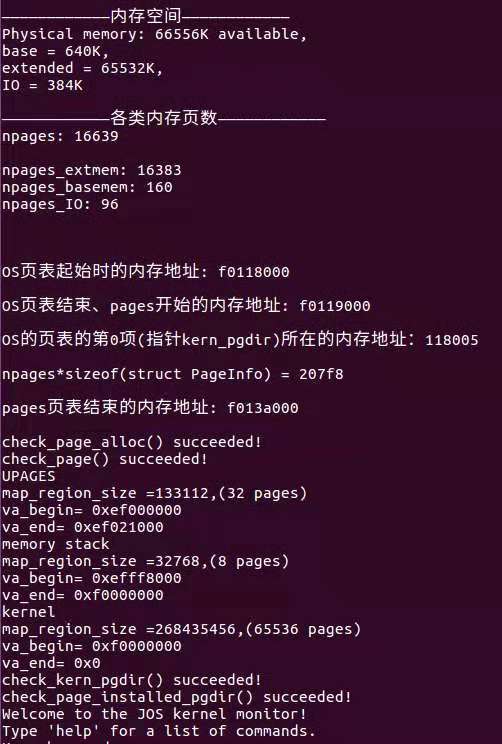 ————————————内存空间————————————
Physical memory: 66556K available,
base = 640K,
extended = 65532K,
IO = 384K
————————————各类内存页数————————————
npages: 16639
npages_extmem: 16383
npages_basemem: 160
npages_IO: 96
OS页表起始时的内存地址: f0118000
OS页表结束、pages开始的内存地址: f0119000
OS的页表的第0项(指针kern_pgdir)所在的内存地址: 118005
npages*sizeof(struct PageInfo) = 207f8
pages页表结束的内存地址: f013a000
check_page_alloc() succeeded!
check_page() succeeded!
UPAGES
map_region_size =133112,(32 pages)
va_begin= 0xef000000
va_end= 0xef021000
memory stack
map_region_size =32768,(8 pages)
va_begin= 0xefff8000
va_end= 0xf0000000
kernel
map_region_size =268435456,(65536 pages)
va_begin= 0xf0000000
va_end= 0x0
check_kern_pgdir() succeeded!
check_page_installed_pgdir() succeeded!
Welcome to the JOS kernel monitor!
Type 'help' for a list of commands.